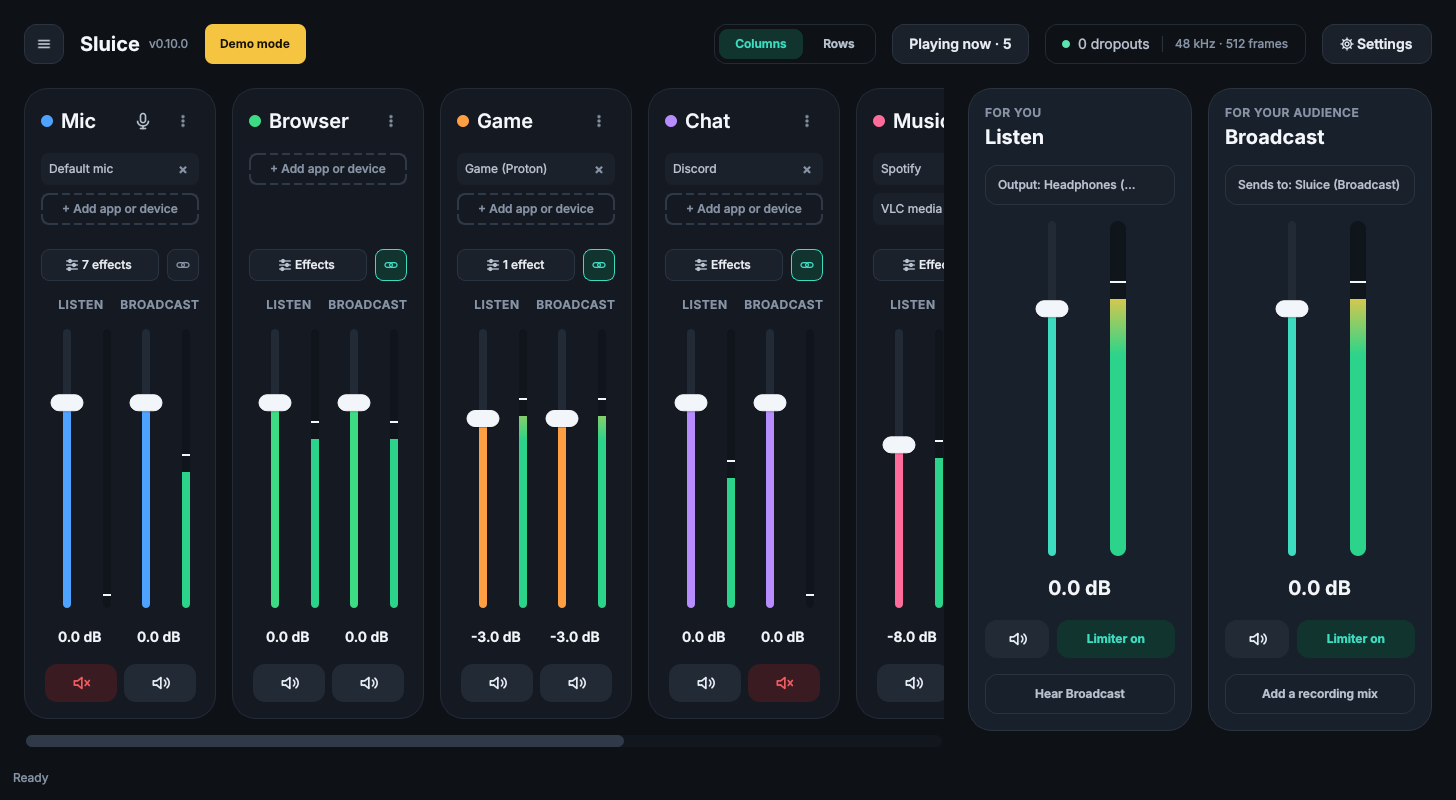 Sluice v0.10.0 Demo mode Columns Rows Playing now · 5 0 dropouts 48 kHz · 512 frames Settings
Mic
Default mic ×
+ Add app or device
7 effects
LISTEN BROADCAST
0.0 dB 0.0 dB
Browser
+ Add app or device
Effects
LISTEN BROADCAST
0.0 dB 0.0 dB
Game
Game (Proton) ×
+ Add app or device
1 effect
LISTEN BROADCAST
-3.0 dB -3.0 dB
Chat
Discord ×
+ Add app or device
Effects
LISTEN BROADCAST
0.0 dB 0.0 dB
Music
Spotify
VLC media
Effec
LISTEN
-8.0 dB
FOR YOU
Listen
Output: Headphones (...
0.0 dB
Limiter on
Hear Broadcast
FOR YOUR AUDIENCE
Broadcast
Sends to: Sluice (Broadcast)
0.0 dB
Limiter on
Add a recording mix
Ready